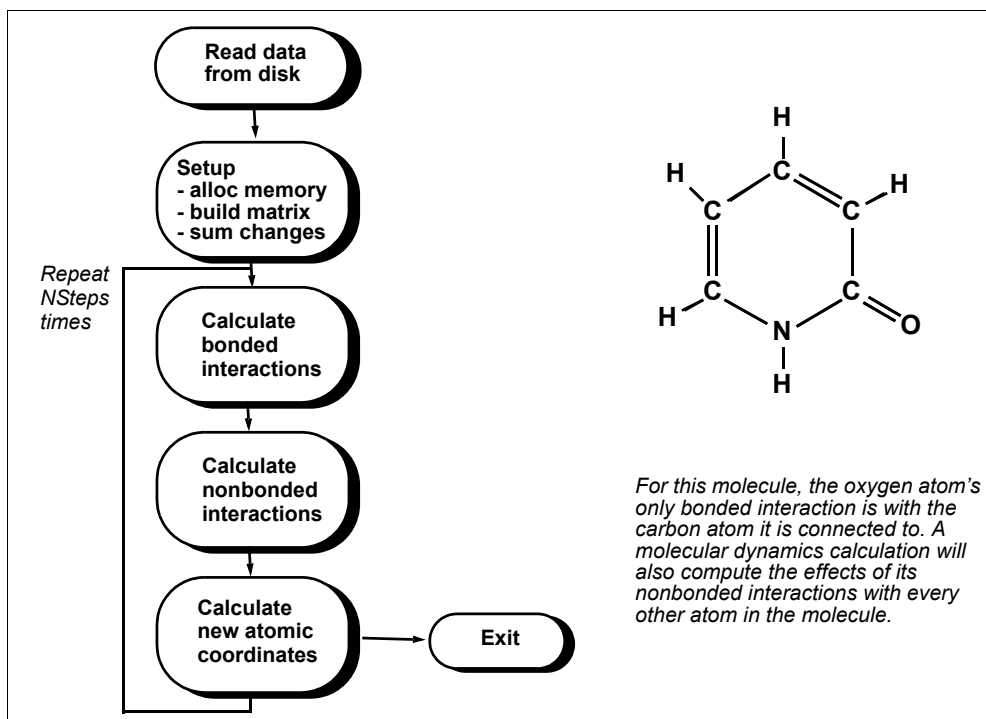 Read data
from disk
Setup
- alloc memory
- build matrix
- sum changes
Repeat
NSteps
times
Calculate
bonded
interactions
Calculate
nonbonded
interactions
Calculate
new atomic
coordinates
Exit
H
H
C
H
C
C
C
C
H
N
O
H
For this molecule, the oxygen atom's
only bonded interaction is with the
carbon atom it is connected to. A
molecular dynamics calculation will
also compute the effects of its
nonbonded interactions with every
other atom in the molecule.